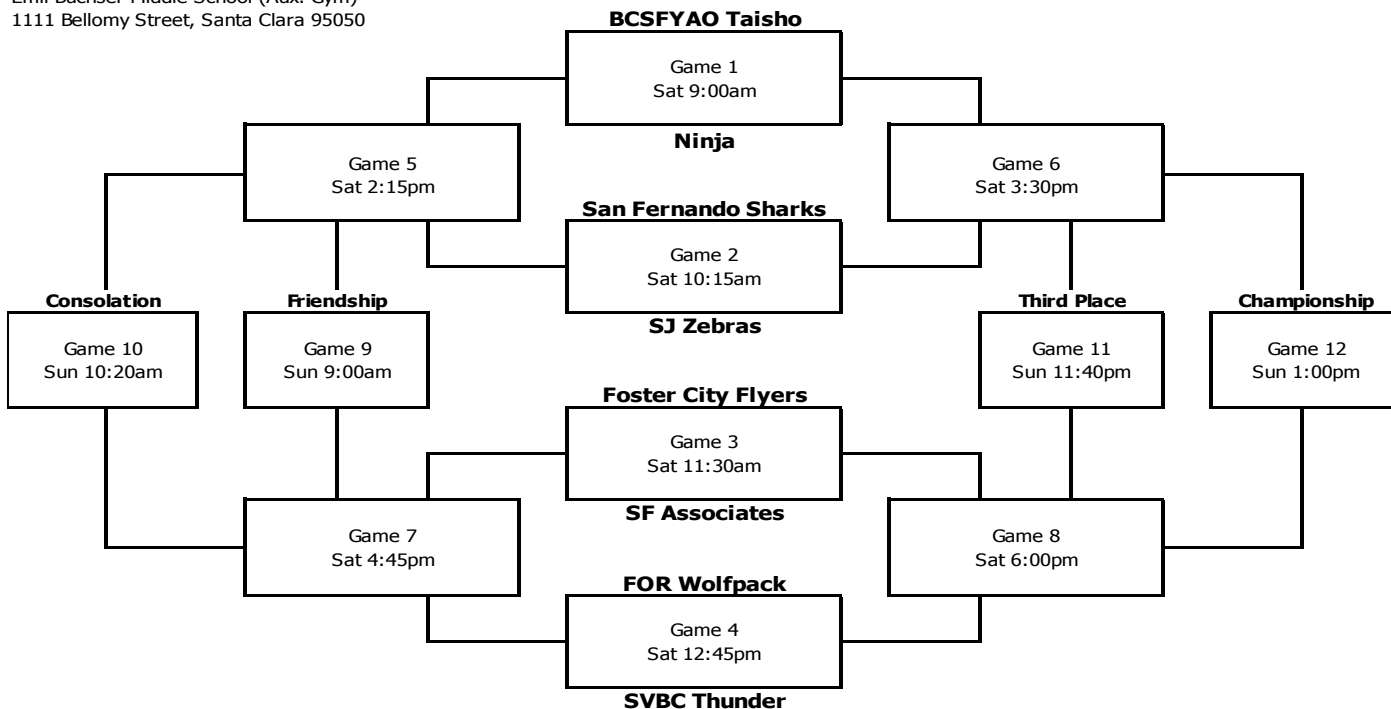 1111 Bellomy Street, Santa Clara 95050
BCSFYAO Taisho
Game 1
Sat 9:00am
Ninja
Game 5
Sat 2:15pm
Game 6
Sat 3:30pm
San Fernando Sharks
Game 2
Sat 10:15am
SJ Zebras
Consolation
Game 10
Sun 10:20am
Friendship
Game 9
Sun 9:00am
Third Place
Game 11
Sun 11:40pm
Championship
Game 12
Sun 1:00pm
Foster City Flyers
Game 3
Sat 11:30am
SF Associates
Game 7
Sat 4:45pm
Game 8
Sat 6:00pm
FOR Wolfpack
Game 4
Sat 12:45pm
SVBC Thunder